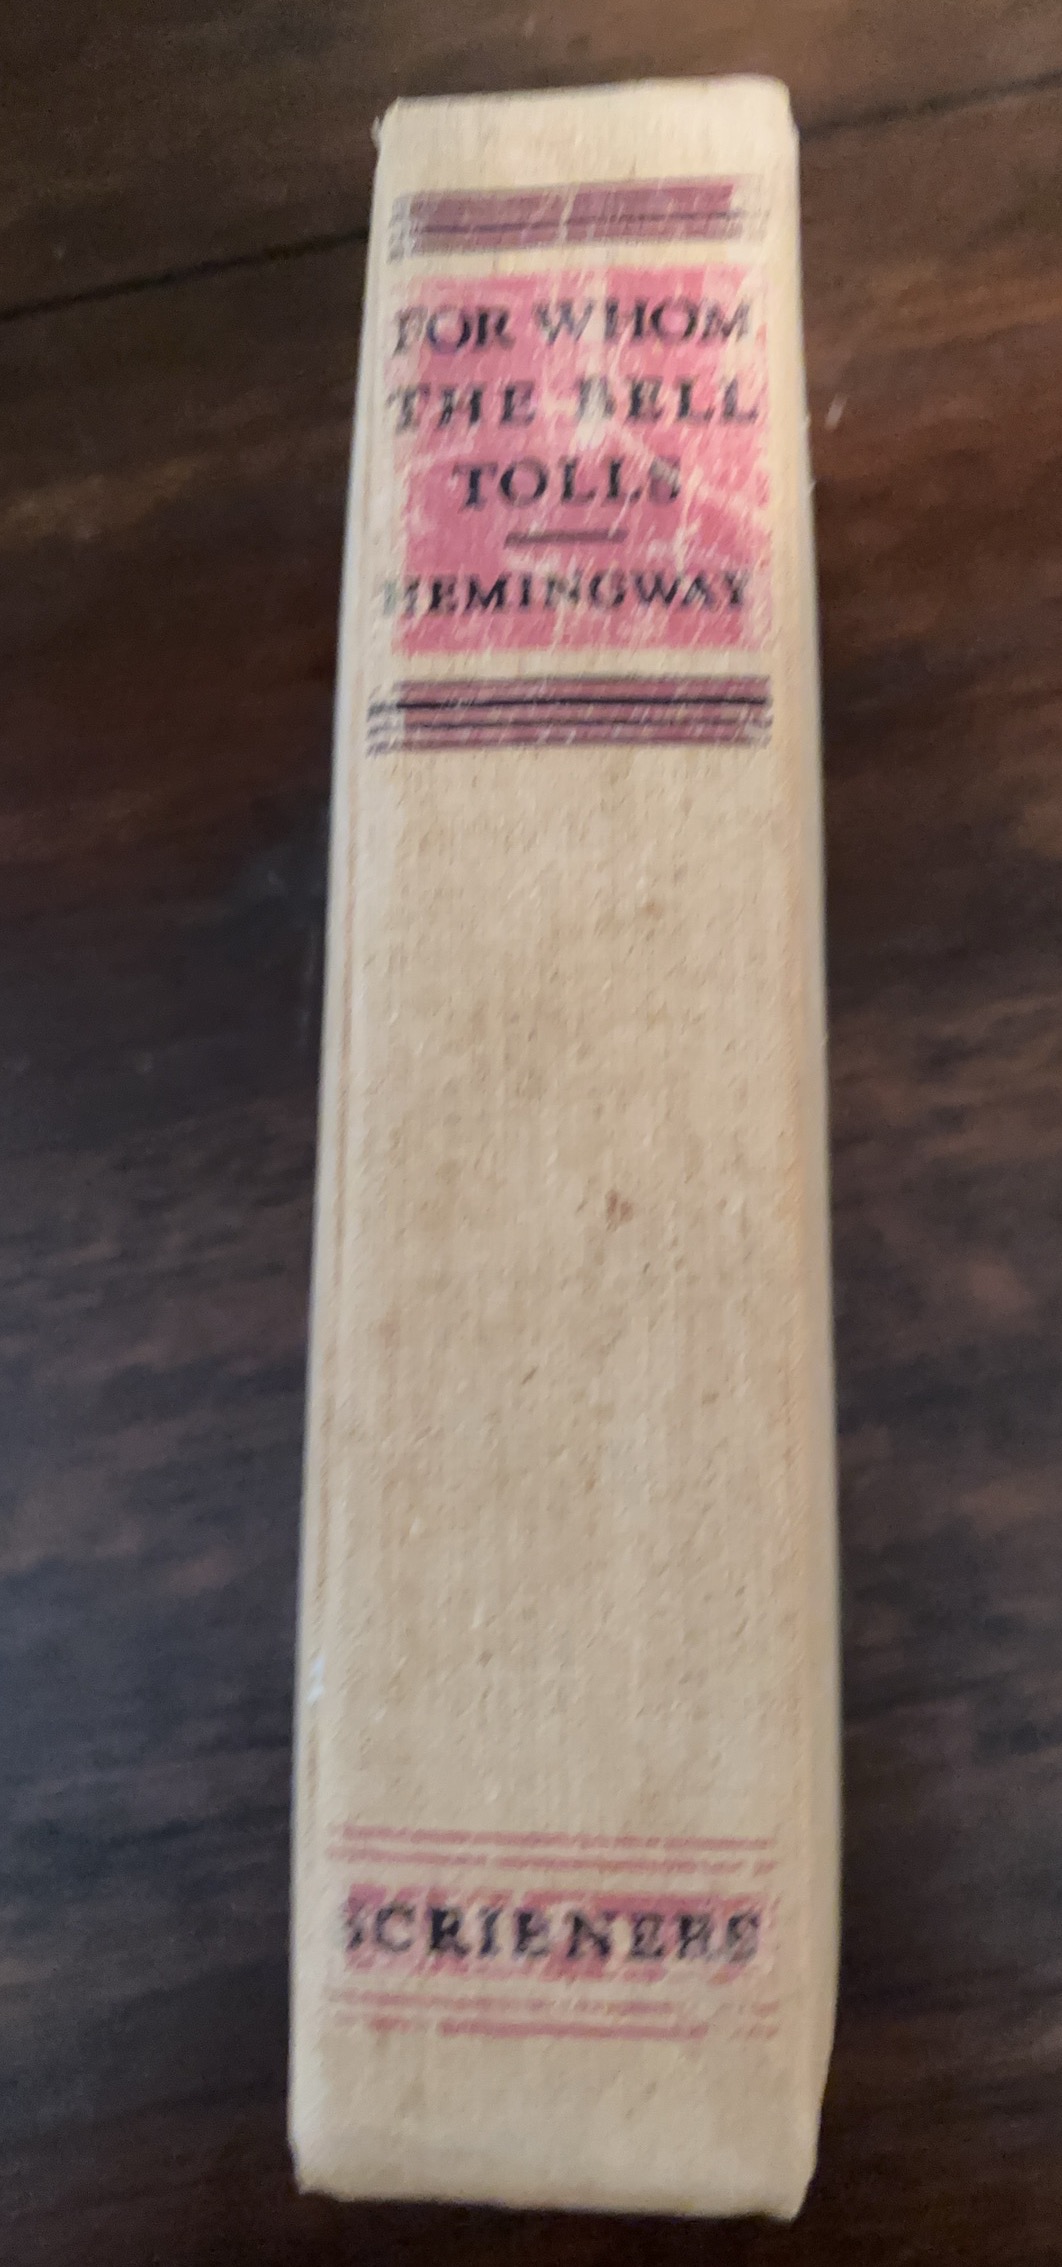 FOR WHOM
THE BELL
TOLLS
HEMINGWAY
SCRIBNERS